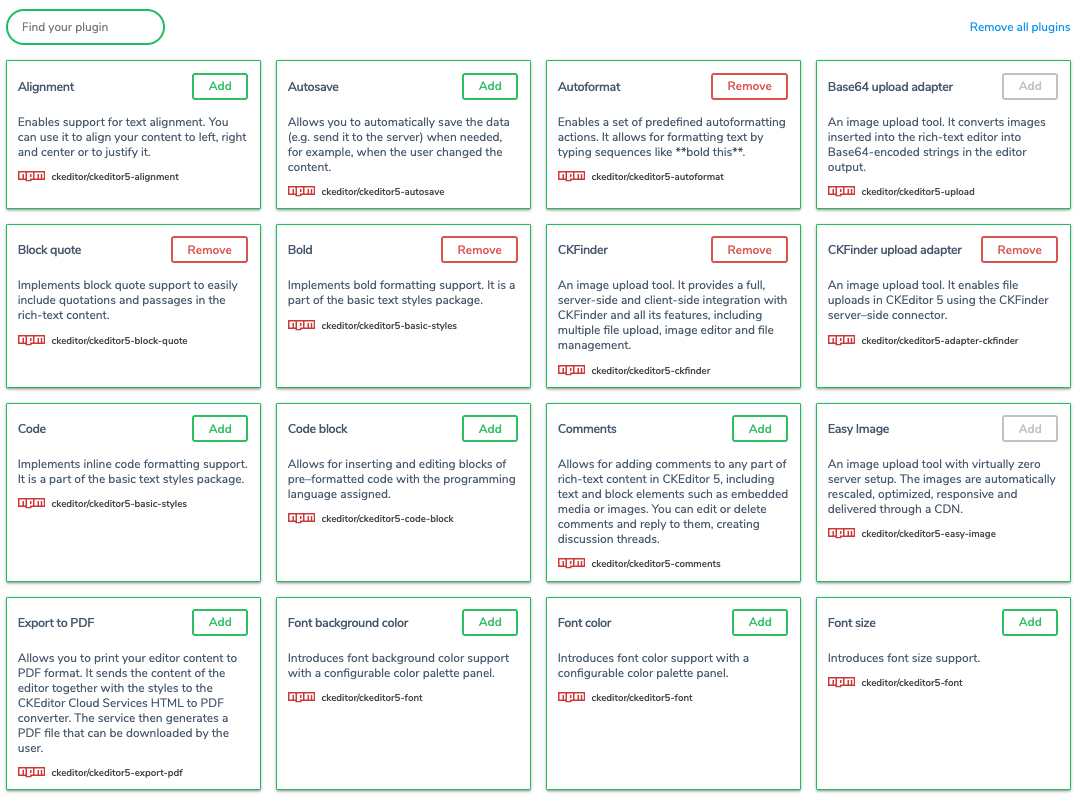 Find your plugin
Remove all plugins
Alignment
Add
Enables support for text alignment. You
can use it to align your content to left, right
and center or to justify it.
npm ckeditor/ckeditor5-alignment
Autosave
Add
Allows you to automatically save the data
(e.g. send it to the server) when needed,
for example, when the user changed the
content.
npm ckeditor/ckeditor5-autosave
Autoformat
Remove
Enables a set of predefined autoformatting
actions. It allows for formatting text by
typing sequences like **bold this**.
npm ckeditor/ckeditor5-autoformat
Base64 upload adapter
Add
An image upload tool. It converts images
inserted into the rich-text editor into
Base64-encoded strings in the editor
output.
npm ckeditor/ckeditor5-upload
Block quote
Remove
Implements block quote support to easily
include quotations and passages in the
rich-text content.
npm ckeditor/ckeditor5-block-quote
Bold
Remove
Implements bold formatting support. It is a
part of the basic text styles package.
npm ckeditor/ckeditor5-basic-styles
CKFinder
Remove
An image upload tool. It provides a full,
server-side and client-side integration with
CKFinder and all its features, including
multiple file upload, image editor and file
management.
npm ckeditor/ckeditor5-ckfinder
CKFinder upload adapter
Remove
An image upload tool. It enables file
uploads in CKEditor 5 using the CKFinder
server–side connector.
npm ckeditor/ckeditor5-adapter-ckfinder
Code
Add
Implements inline code formatting support.
It is a part of the basic text styles package.
npm ckeditor/ckeditor5-basic-styles
Code block
Add
Allows for inserting and editing blocks of
pre–formatted code with the programming
language assigned.
npm ckeditor/ckeditor5-code-block
Comments
Add
Allows for adding comments to any part of
rich-text content in CKEditor 5, including
text and block elements such as embedded
media or images. You can edit or delete
comments and reply to them, creating
discussion threads.
npm ckeditor/ckeditor5-comments
Easy Image
Add
An image upload tool with virtually zero
server setup. The images are automatically
rescaled, optimized, responsive and
delivered through a CDN.
npm ckeditor/ckeditor5-easy-image
Export to PDF
Add
Allows you to print your editor content to
PDF format. It sends the content of the
editor together with the styles to the
CKEditor Cloud Services HTML to PDF
converter. The service then generates a
PDF file that can be downloaded by the
user.
npm ckeditor/ckeditor5-export-pdf
Font background color
Add
Introduces font background color support
with a configurable color palette panel.
npm ckeditor/ckeditor5-font
Font color
Add
Introduces font color support with a
configurable color palette panel.
npm ckeditor/ckeditor5-font
Font size
Add
Introduces font size support.
npm ckeditor/ckeditor5-font